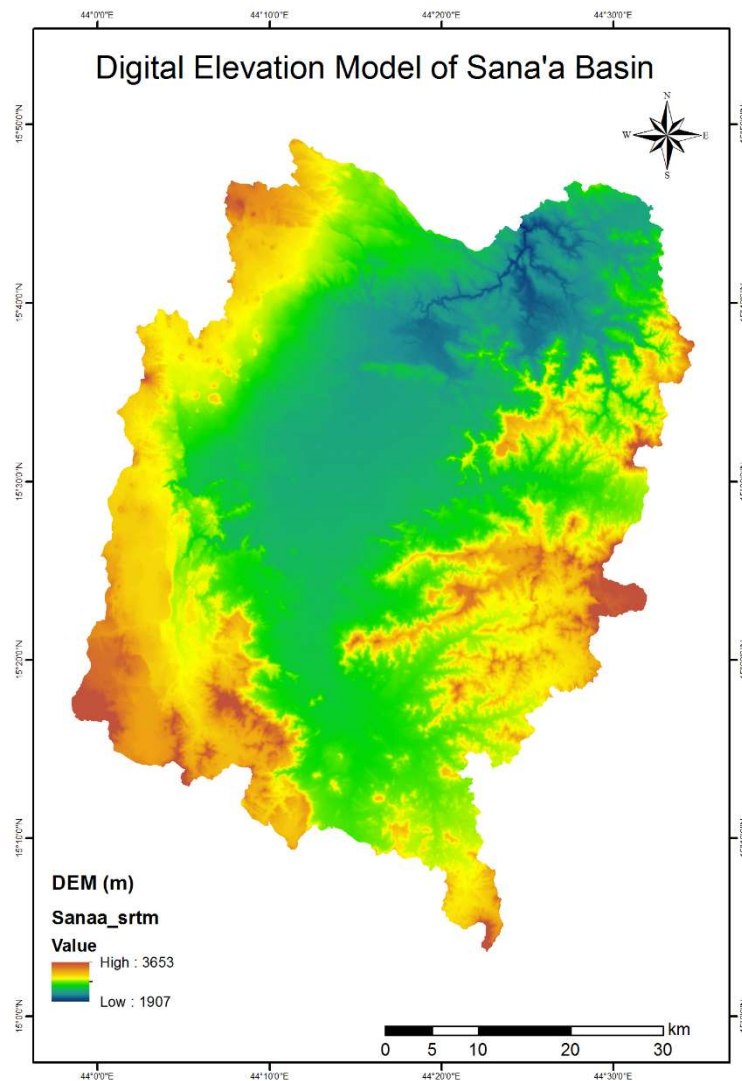 44°0'0"E 44°10'0"E 44°20'0"E 44°30'0"E
Digital Elevation Model of Sana'a Basin
N
W E
S
15°50'0"N
15°40'0"N
15°30'0"N
15°20'0"N
15°10'0"N
15°0'0"N
DEM (m)
Sanaa_srtm
Value
High : 3653
Low : 1907
km
0 5 10 20 30
44°0'0"E 44°10'0"E 44°20'0"E 44°30'0"E